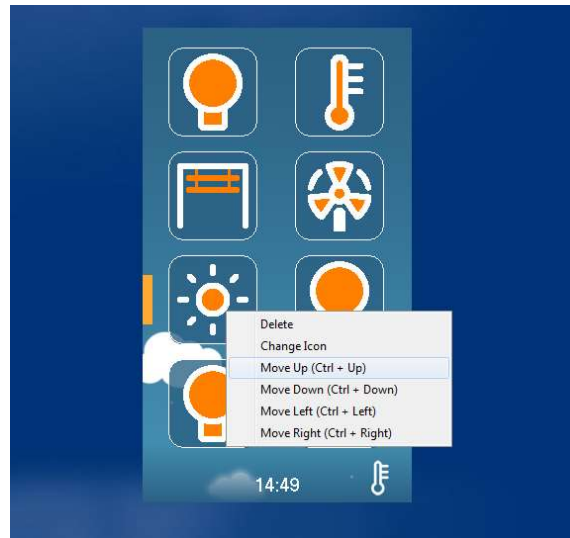 Delete
Change Icon
Move Up (Ctrl + Up)
Move Down (Ctrl + Down)
Move Left (Ctrl + Left)
Move Right (Ctrl + Right)
14:49